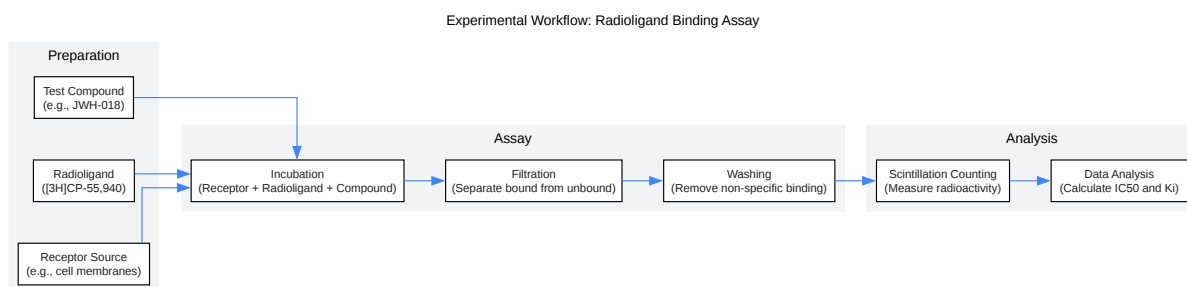 Experimental Workflow: Radioligand Binding Assay
Preparation
Test Compound
(e.g., JWH-018)
Radioligand
([3H]CP-55,940)
Receptor Source
(e.g., cell membranes)
Assay
Incubation
(Receptor + Radioligand + Compound)
Filtration
(Separate bound from unbound)
Washing
(Remove non-specific binding)
Analysis
Scintillation Counting
(Measure radioactivity)
Data Analysis
(Calculate IC50 and Ki)